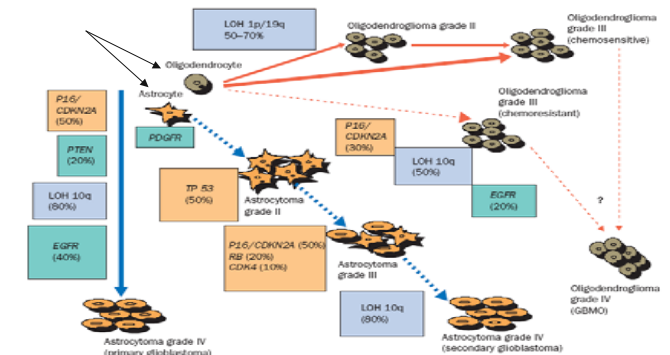 LOH 1p/19q
50–70%
Oligodendroglioma grade II
Oligodendroglioma
grade III
(chemosensitive)
Oligodendrocyte
Astrocyte
P16/
CDKN2A
(50%)
PTEN
(20%)
LOH 10q
(80%)
EGFR
(40%)
PDGFR
TP 53
(50%)
Astrocytoma
grade II
P16/
CDKN2A
(30%)
LOH 10q
(50%)
EGFR
(20%)
Oligodendroglioma
grade III
(chemoresistant)
?
P16/CDKN2A (50%)
RB (20%)
CDK4 (10%)
Astrocytoma
grade III
LOH 10q
(80%)
Astrocytoma grade IV
(primary glioblastoma)
Astrocytoma grade IV
(secondary glioblastoma)
Oligodendroglioma
grade IV
(GBMO)